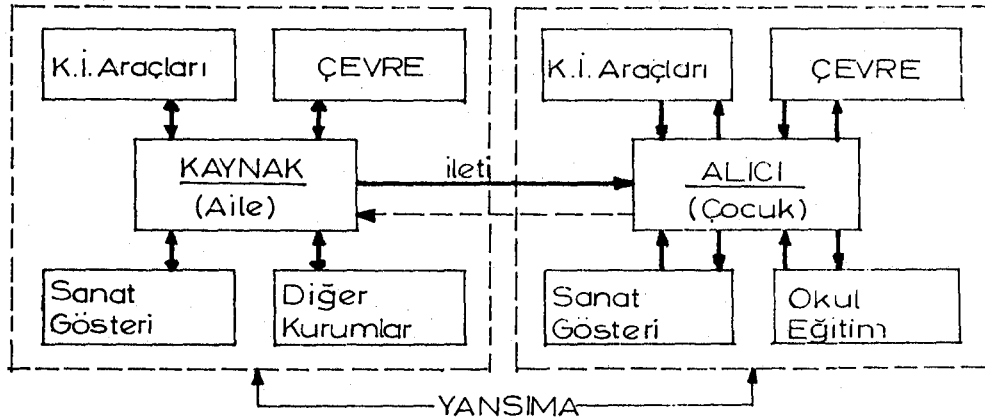 K.İ. Araçları
ÇEVRE
KAYNAK
(Aile)
Sanat
Gösteri
Diğer
Kurumlar
ileti
K.İ. Araçları
ÇEVRE
ALICI
(Çocuk)
Sanat
Gösteri
Okul
Eğitim
YANSIMA